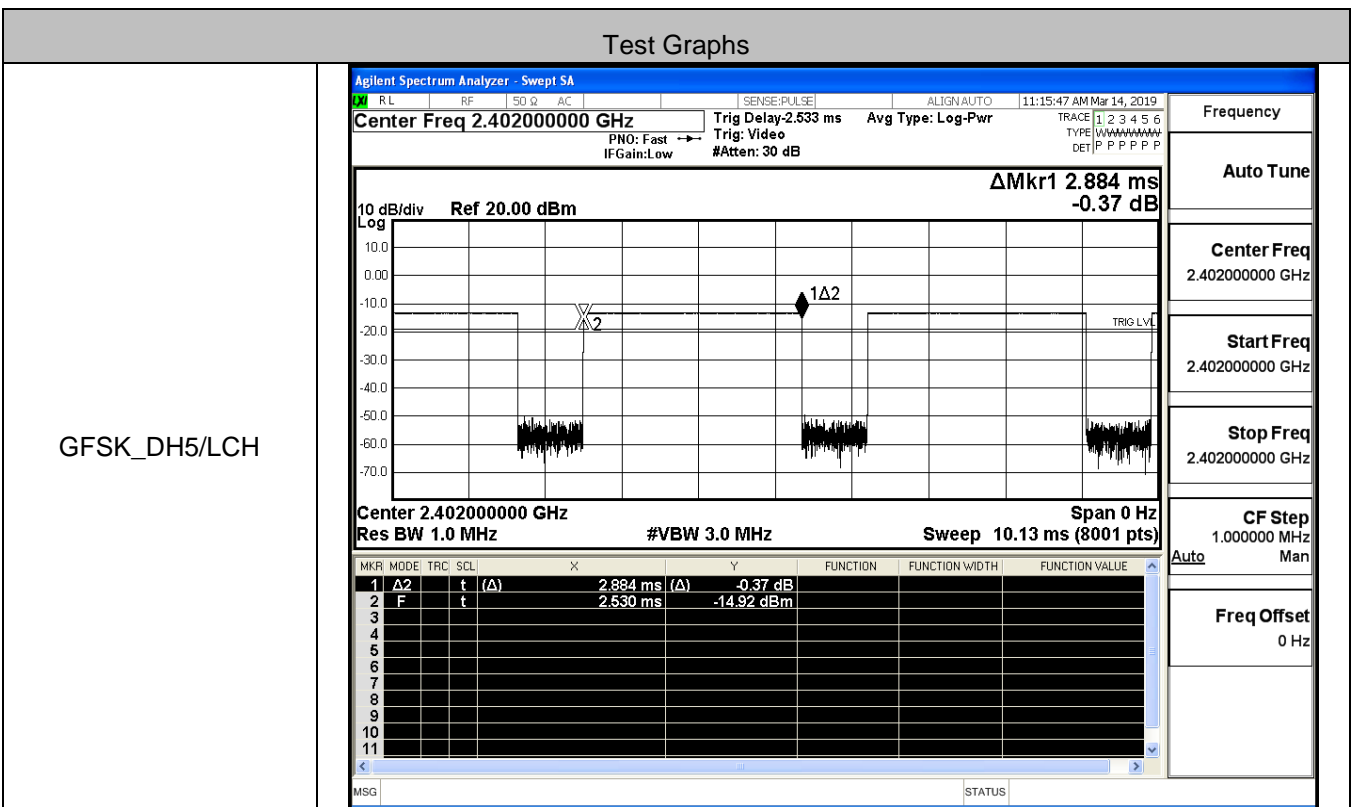 Test Graphs
GFSK_DH5/LCH
Agilent Spectrum Analyzer - Swept SA
LXI RL RF 50 Ω AC SENSE:PULSE ALIGN AUTO 11:15:47 AM Mar 14, 2019
Center Freq 2.402000000 GHz
PNO: Fast
IFGain:Low
Trig Delay-2.533 ms
Trig: Video
#Atten: 30 dB
Avg Type: Log-Pwr
TRACE 1 2 3 4 5 6
TYPE
DET P P P P P P
ΔMkr1 2.884 ms
-0.37 dB
10 dB/div Ref 20.00 dBm
Log
10.0
0.00
-10.0
-20.0
-30.0
-40.0
-50.0
-60.0
-70.0
1Δ2
2
TRIG LVL
Center 2.402000000 GHz Span 0 Hz
Res BW 1.0 MHz #VBW 3.0 MHz Sweep 10.13 ms (8001 pts)
MKR MODE TRC SCL X Y FUNCTION FUNCTION WIDTH FUNCTION VALUE
1 Δ2 t (Δ) 2.884 ms (Δ) -0.37 dB
2 F t 2.530 ms -14.92 dBm
3
4
5
6
7
8
9
10
11
MSG STATUS
Frequency
Auto Tune
Center Freq
2.402000000 GHz
Start Freq
2.402000000 GHz
Stop Freq
2.402000000 GHz
CF Step
1.000000 MHz
Auto Man
Freq Offset
0 Hz